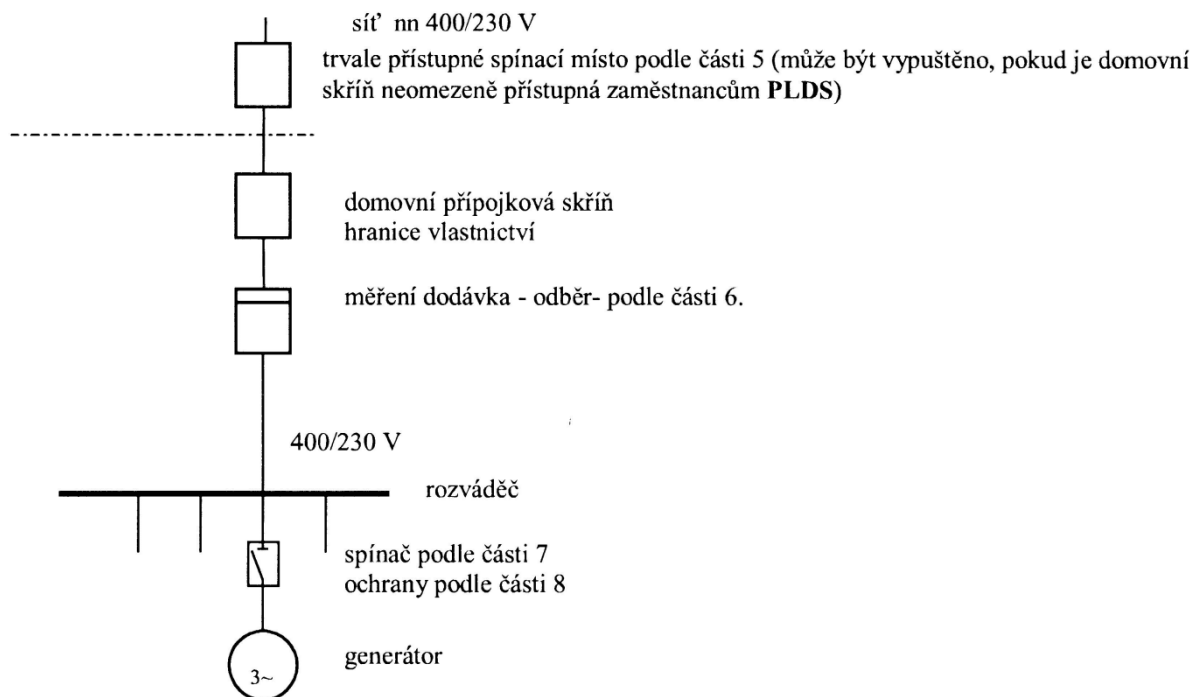 síť nn 400/230 V
trvale přístupné spínací místo podle části 5 (může být vypuštěno, pokud je domovní
skříň neomezeně přístupná zaměstnancům PLDS)
domovní přípojková skříň
hranice vlastnictví
měření dodávka - odběr- podle části 6.
400/230 V
rozváděč
spínač podle části 7
ochrany podle části 8
generátor
3~